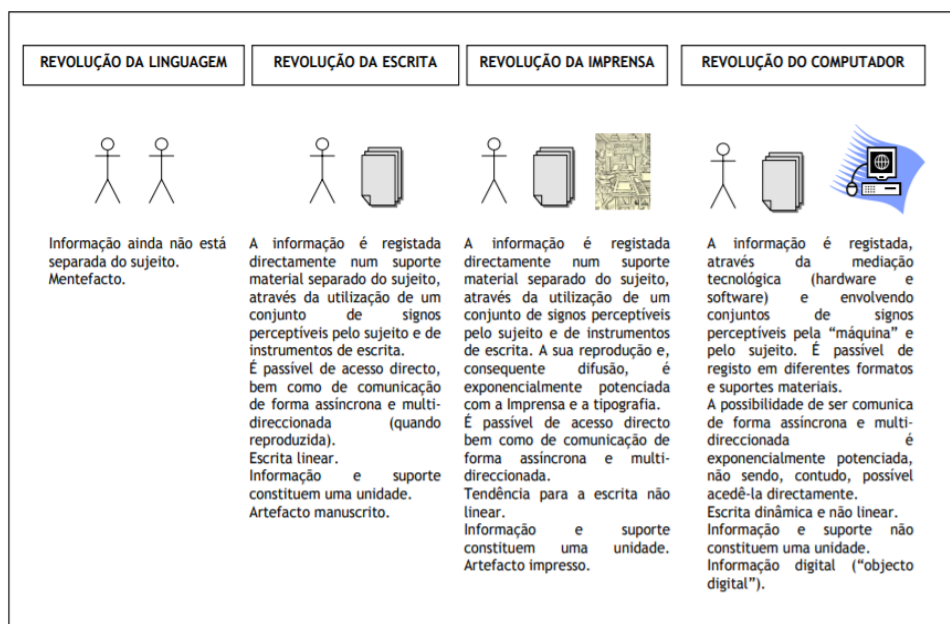 REVOLUÇÃO DA LINGUAGEM
REVOLUÇÃO DA ESCRITA
REVOLUÇÃO DA IMPRENSA
REVOLUÇÃO DO COMPUTADOR
Informação ainda não está
separada do sujeito.
Mentefacto.
A informação é registada
directamente num suporte
material separado do sujeito,
através da utilização de um
conjunto de signos
perceptíveis pelo sujeito e de
instrumentos de escrita.
É passível de acesso directo,
bem como de comunicação
de forma assíncrona e multi-
direccionada (quando
reproduzida).
Escrita linear.
Informação e suporte
constituem uma unidade.
Artefacto manuscrito.
A informação é registada
directamente num suporte
material separado do sujeito,
através da utilização de um
conjunto de signos perceptíveis
pelo sujeito e de instrumentos
de escrita. A sua reprodução e,
consequente difusão, é
exponencialmente potenciada
com a Imprensa e a tipografia.
É passível de acesso directo
bem como de comunicação de
forma assíncrona e multi-
direccionada.
Tendência para a escrita não
linear.
Informação e suporte
constituem uma unidade.
Artefacto impresso.
A informação é registada,
através da mediação
tecnológica (hardware e
software) e envolvendo
conjuntos de signos
perceptíveis pela “máquina” e
pelo sujeito. É passível de
registo em diferentes formatos
e suportes materiais.
A possibilidade de ser comunica
de forma assíncrona e multi-
direccionada é
exponencialmente potenciada,
não sendo, contudo, possível
acedê-la directamente.
Escrita dinâmica e não linear.
Informação e suporte não
constituem uma unidade.
Informação digital (“objecto
digital”).